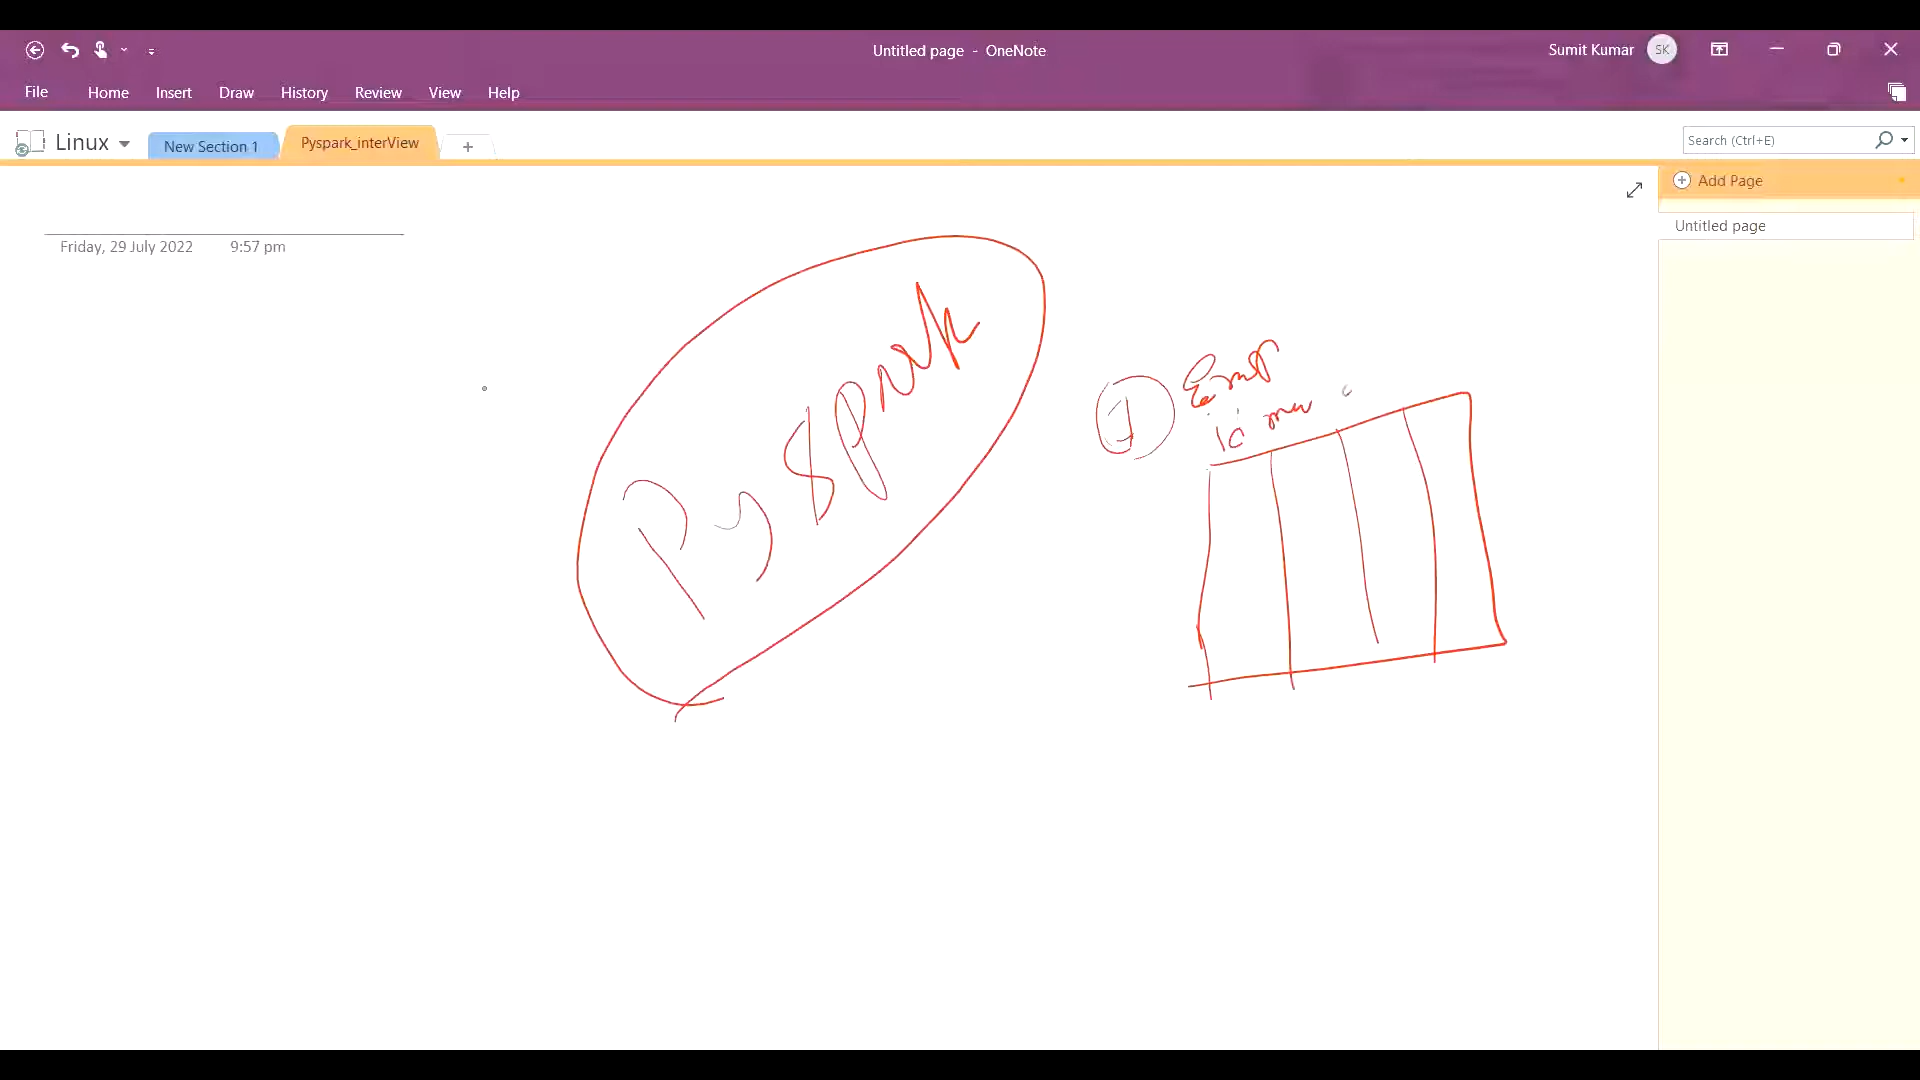 Untitled page - OneNote
Sumit Kumar SK
File Home Insert Draw History Review View Help
Linux New Section 1 Pyspark_interView +
Search (Ctrl+E)
Add Page
Untitled page
Friday, 29 July 2022 9:57 pm
PySpark
1
id